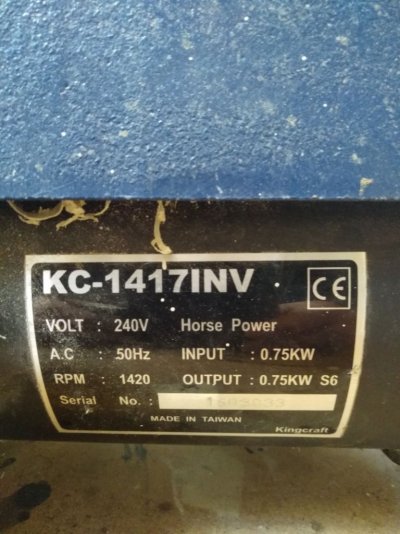 KC-1417INV
CE
VOLT : 240V Horse Power
A.C : 50Hz INPUT : 0.75KW
RPM : 1420 OUTPUT : 0.75KW S6
Serial No. :
MADE IN TAIWAN
Kingcraft